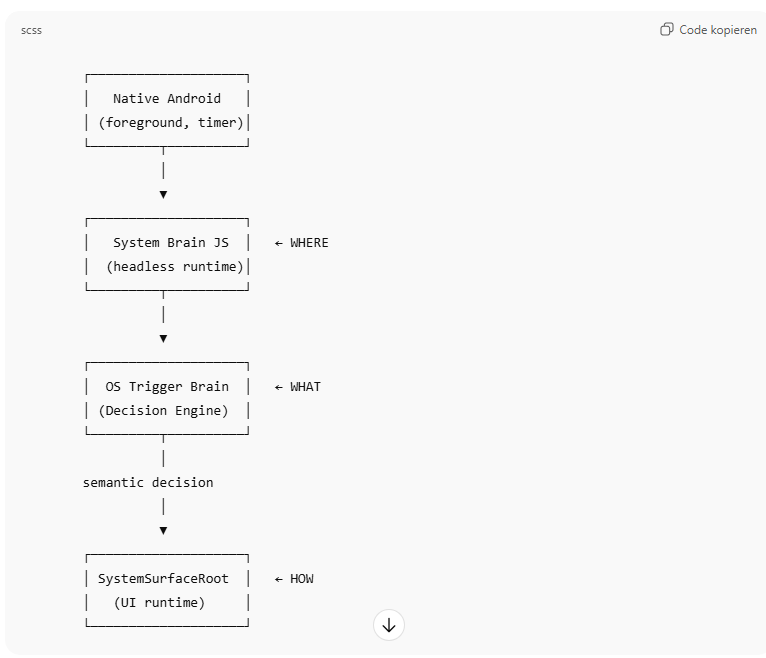 scss
Code kopieren
Native Android
(foreground, timer)
System Brain JS ← WHERE
(headless runtime)
OS Trigger Brain ← WHAT
(Decision Engine)
semantic decision
SystemSurfaceRoot ← HOW
(UI runtime)